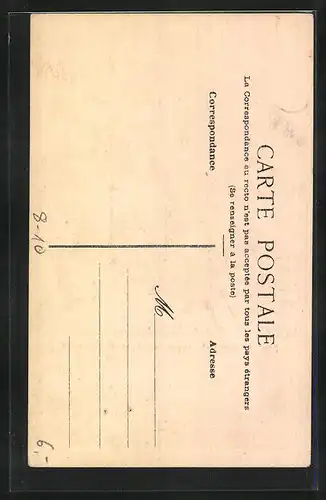 CARTE POSTALE
La Correspondance au recto n'est pas acceptée par tous les pays étrangers
(Se renseigner à la poste)
Correspondance
Adresse
M
8-10
6,-